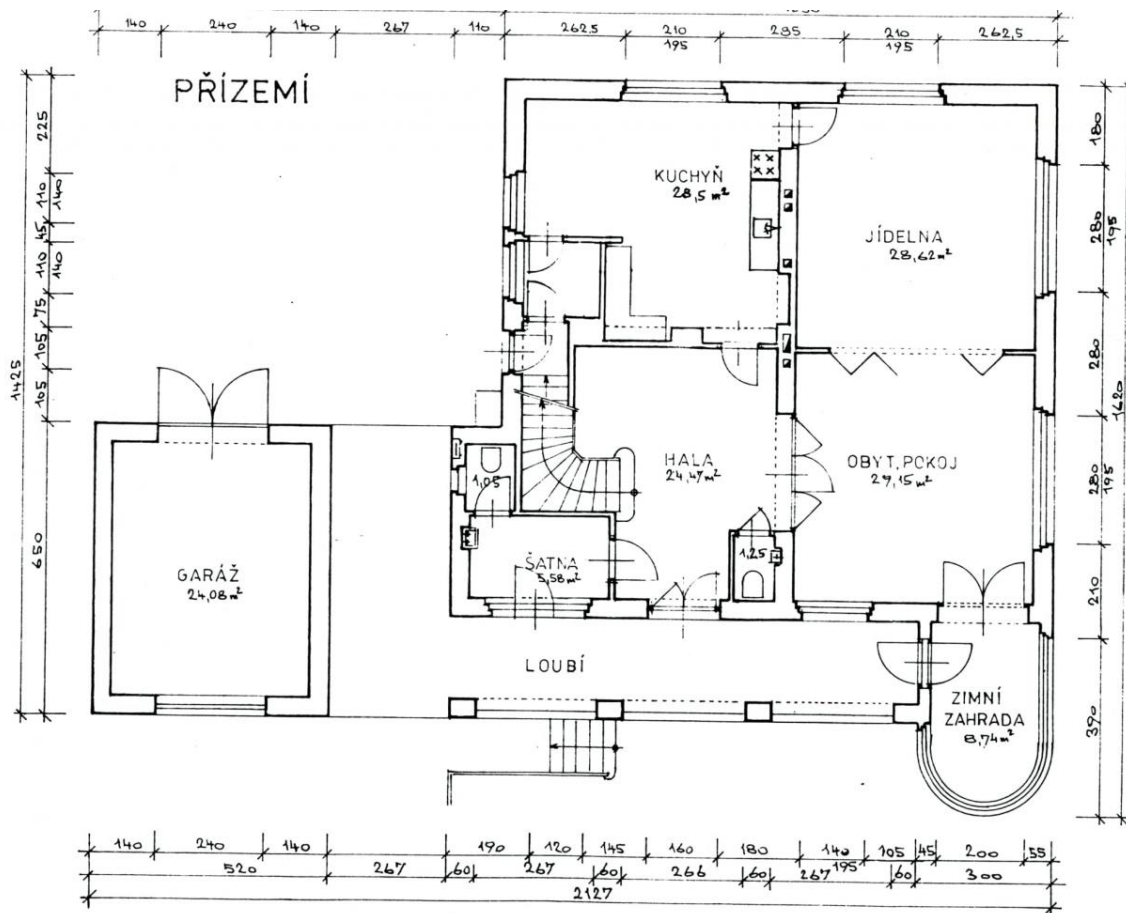 140 240 140 267 110 262,5 210 285 210 262,5
195 195
PŘÍZEMÍ
225
110 140
45
110 140
75
105
105
1425
650
180
280 195
280
280 195
210
390
1620
KUCHYŇ
28,5 m²
JÍDELNA
28,62 m²
HALA
24,47 m²
OBYT. POKOJ
29,15 m²
1,05
1,25
ŠATNA
5,58 m²
GARÁŽ
24,08 m²
LOUBÍ
ZIMNÍ
ZAHRADA
8,74 m²
140 240 140 190 120 145 160 180 140 105 45 200 55
195
520 267 60 267 60 266 60 267 60 300
2127